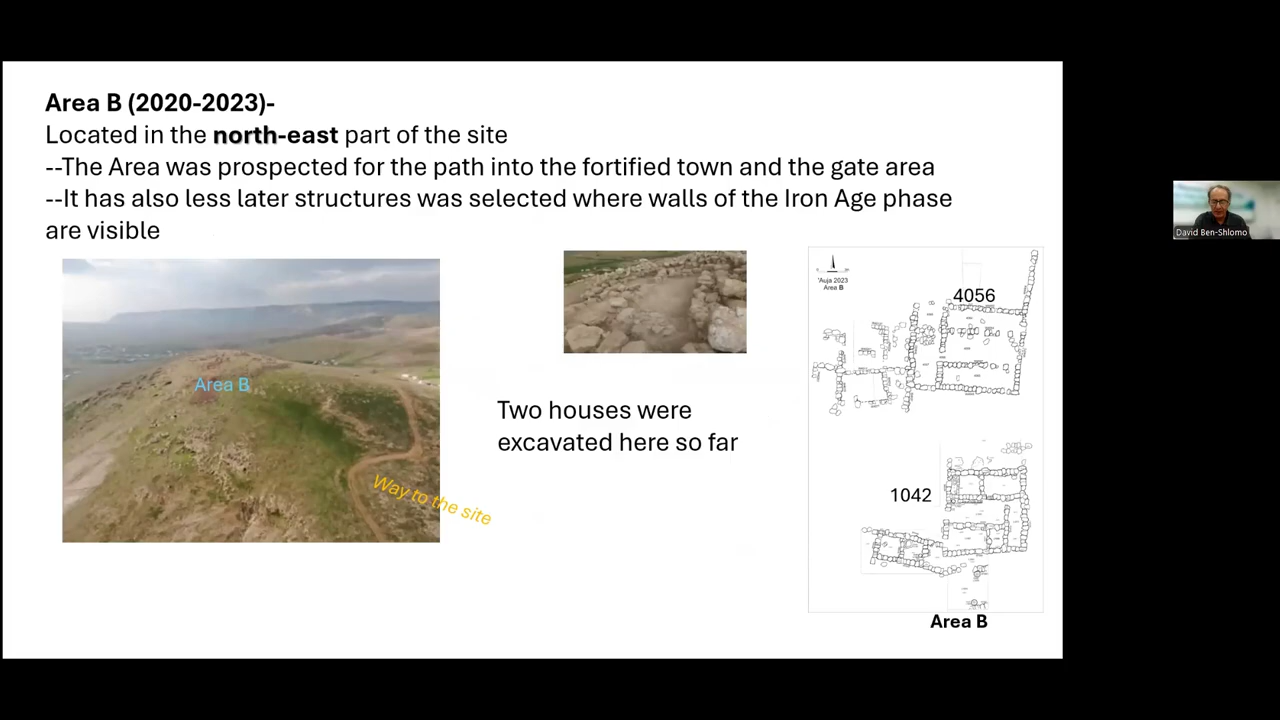 Area B (2020-2023)-
Located in the north-east part of the site
--The Area was prospected for the path into the fortified town and the gate area
--It has also less later structures was selected where walls of the Iron Age phase
are visible
Area B
Way to the site
Two houses were
excavated here so far
'Auja 2023
Area B
4056
1042
Area B
David Ben-Shlomo